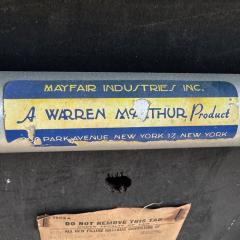 MAYFAIR INDUSTRIES INC.
A WARREN McARTHUR Product
PARK AVENUE, NEW YORK 17, NEW YORK
DO NOT REMOVE THIS TAG